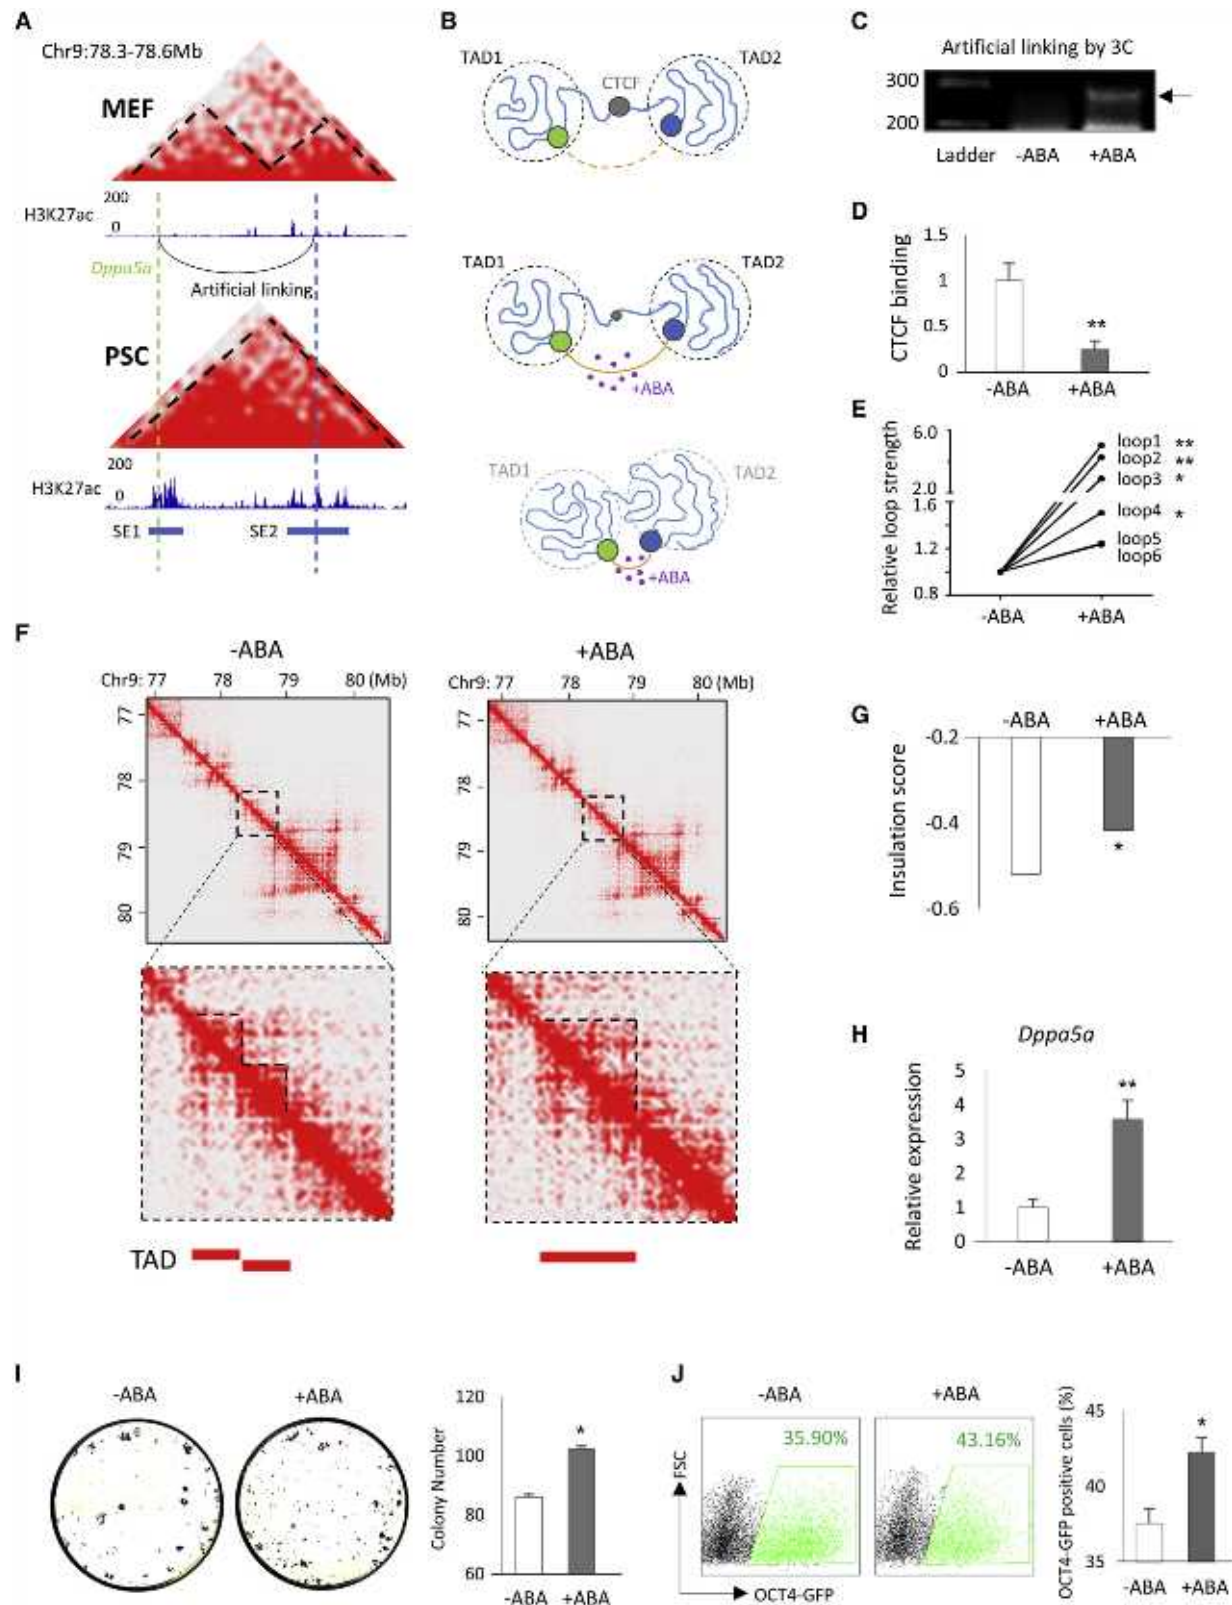 A
Chr9:78.3-78.6Mb
MEF
200
H3K27ac
0
Dppa5a
Artificial linking
PSC
200
H3K27ac
0
SE1
SE2
B
TAD1
CTCF
TAD2
TAD1
TAD2
+ABA
TAD1
TAD2
+ABA
C
Artificial linking by 3C
300
200
Ladder -ABA +ABA
D
CTCF binding
1.5
1
0.5
0
**
-ABA +ABA
E
Relative loop strength
6.0
2.0
1.6
1.2
0.8
loop1 **
loop2 **
loop3 *
loop4 *
loop5
loop6
-ABA +ABA
F
-ABA
Chr9: 77 78 79 80 (Mb)
77
78
79
80
+ABA
Chr9: 77 78 79 80 (Mb)
77
78
79
80
TAD
G
-ABA +ABA
Insulation score
-0.2
-0.4
-0.6
*
H
Dppa5a
Relative expression
5
4
3
2
1
0
**
-ABA +ABA
I
-ABA +ABA
Colony Number
120
100
80
60
*
-ABA +ABA
J
-ABA +ABA
35.90%
43.16%
FSC
OCT4-GFP
OCT4-GFP positive cells (%)
45
40
35
*
-ABA +ABA